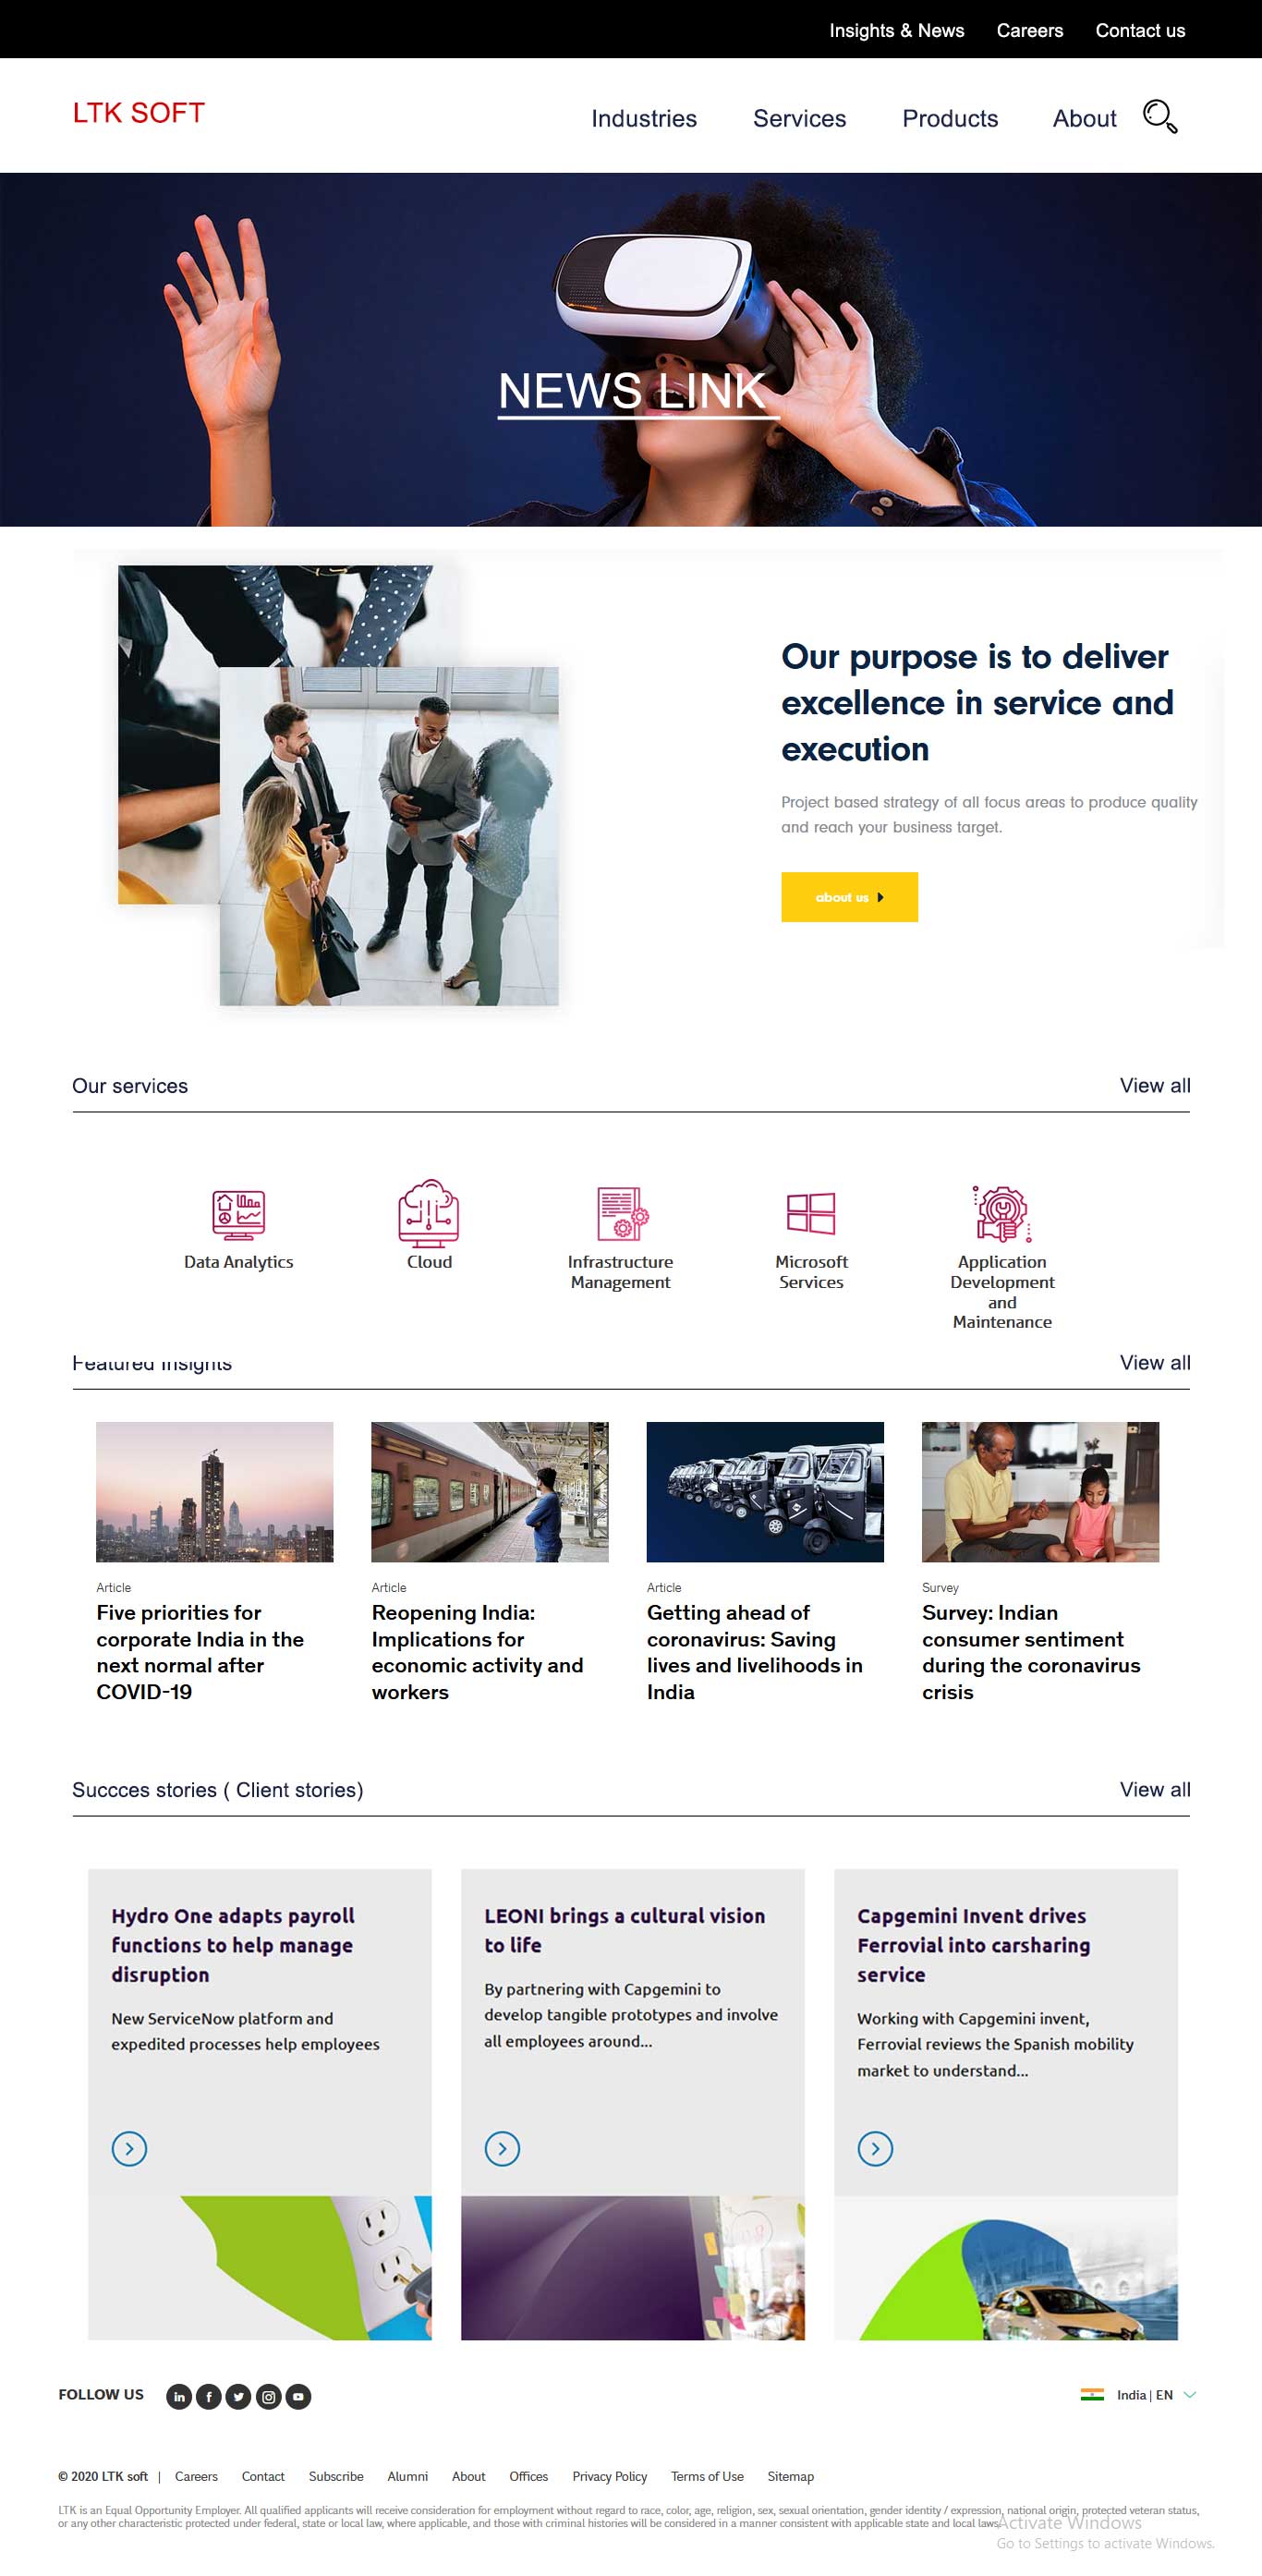 Insights & News Careers Contact us
LTK SOFT
Industries Services Products About
NEWS LINK
Our purpose is to deliver
excellence in service and
execution
Project based strategy of all focus areas to produce quality
and reach your business target.
about us
Our services View all
Data Analytics
Cloud
Infrastructure
Management
Microsoft
Services
Application
Development
and
Maintenance
Featured Insights View all
Article
Five priorities for
corporate India in the
next normal after
COVID-19
Article
Reopening India:
Implications for
economic activity and
workers
Article
Getting ahead of
coronavirus: Saving
lives and livelihoods in
India
Survey
Survey: Indian
consumer sentiment
during the coronavirus
crisis
Succces stories ( Client stories) View all
Hydro One adapts payroll
functions to help manage
disruption
New ServiceNow platform and
expedited processes help employees
LEONI brings a cultural vision
to life
By partnering with Capgemini to
develop tangible prototypes and involve
all employees around...
Capgemini Invent drives
Ferrovial into carsharing
service
Working with Capgemini invent,
Ferrovial reviews the Spanish mobility
market to understand...
FOLLOW US
India | EN
© 2020 LTK soft | Careers Contact Subscribe Alumni About Offices Privacy Policy Terms of Use Sitemap
LTK is an Equal Opportunity Employer. All qualified applicants will receive consideration for employment without regard to race, color, age, religion, sex, sexual orientation, gender identity / expression, national origin, protected veteran status,
or any other characteristic protected under federal, state or local law, where applicable, and those with criminal histories will be considered in a manner consistent with applicable state and local laws.
Activate Windows
Go to Settings to activate Windows.